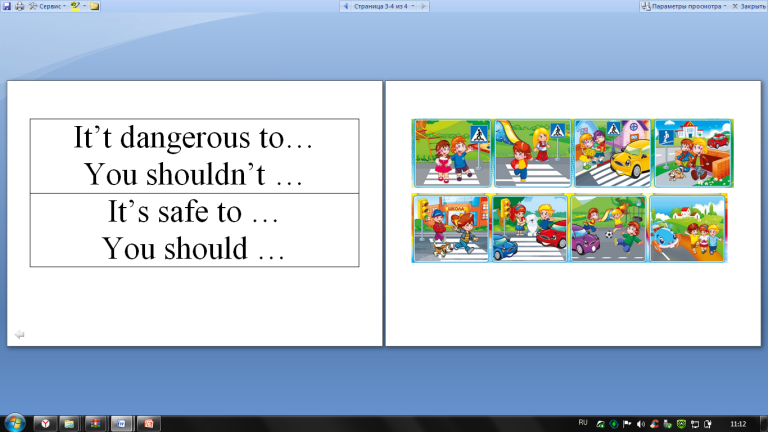 Сервис
Страница 3-4 из 4
Параметры просмотра
Закрыть
It't dangerous to…
You shouldn't …
It's safe to …
You should …
ШКОЛА
RU
11:12